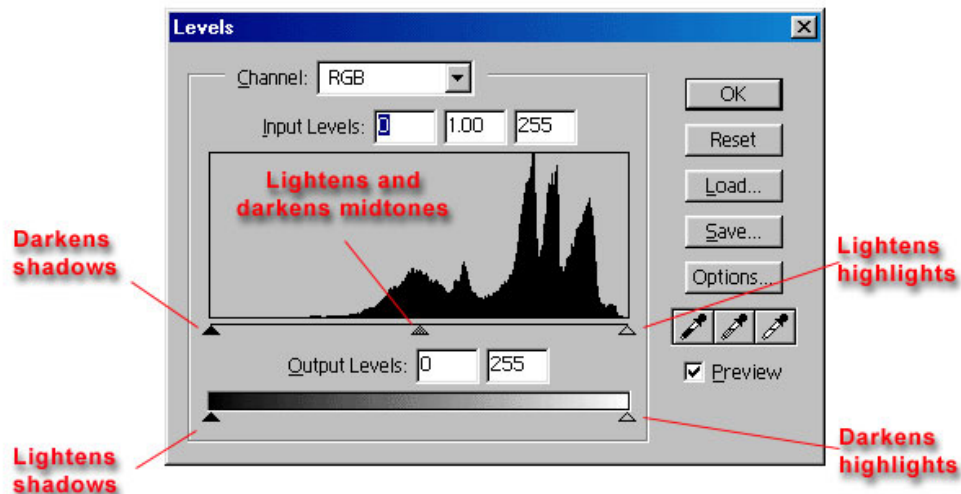 Levels
Channel: RGB
OK
Input Levels: 0 1.00 255
Reset
Lightens and
darkens midtones
Load...
Save...
Darkens
shadows
Lightens
highlights
Options...
Output Levels: 0 255
Preview
Lightens
shadows
Darkens
highlights